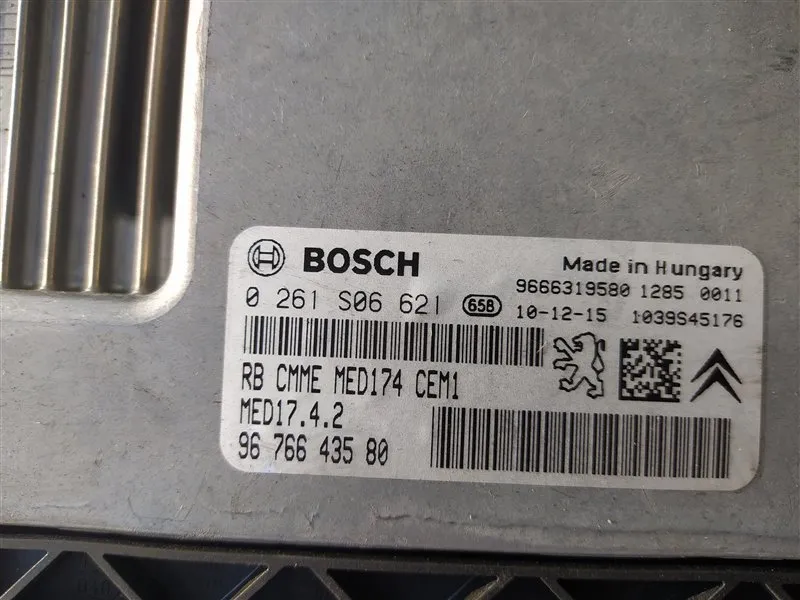 BOSCH
Made in Hungary
9666319580 1285 0011
0 261 S06 621 65B 10-12-15 1039S45176
RB CMME MED174 CEM1
MED17.4.2
96 766 435 80